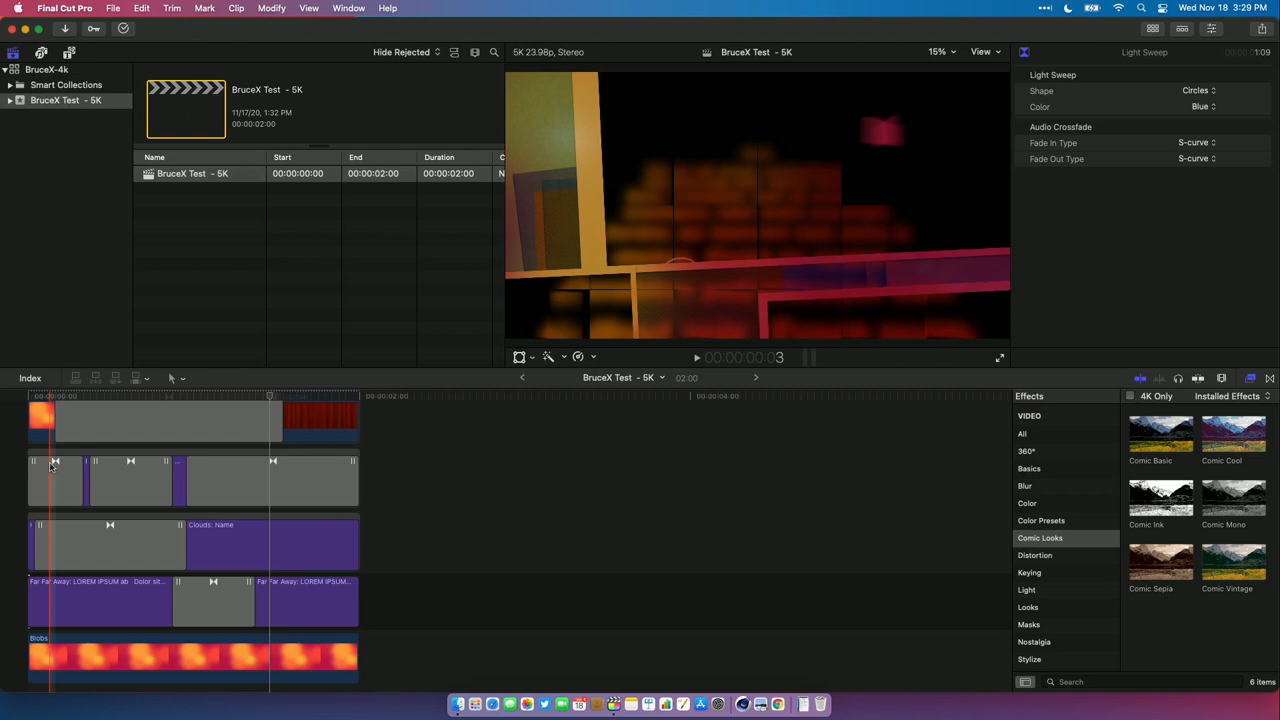 Final Cut Pro File Edit Trim Mark Clip Modify View Window Help
Wed Nov 18 3:29 PM
BruceX-4k
Smart Collections
BruceX Test - 5K
Hide Rejected
BruceX Test - 5K
11/17/20, 1:32 PM
00:00:02:00
Name Start End Duration C
BruceX Test - 5K 00:00:00:00 00:00:02:00 00:00:02:00 N
5K 23.98p, Stereo BruceX Test - 5K 15% View
00:00:00:03
Light Sweep 1:09
Light Sweep
Shape Circles
Color Blue
Audio Crossfade
Fade In Type S-curve
Fade Out Type S-curve
Index BruceX Test - 5K 02:00
00:00:00:00 00:00:02:00 00:00:04:00
Clouds: Name
Far Far Away: LOREM IPSUM ab Dolor sit... Far Far Away: LOREM IPSUM...
Blobs
Effects 4K Only Installed Effects
VIDEO
All
360°
Basics
Blur
Color
Color Presets
Comic Looks
Distortion
Keying
Light
Looks
Masks
Nostalgia
Stylize
Comic Basic Comic Cool
Comic Ink Comic Mono
Comic Sepia Comic Vintage
Search 6 items